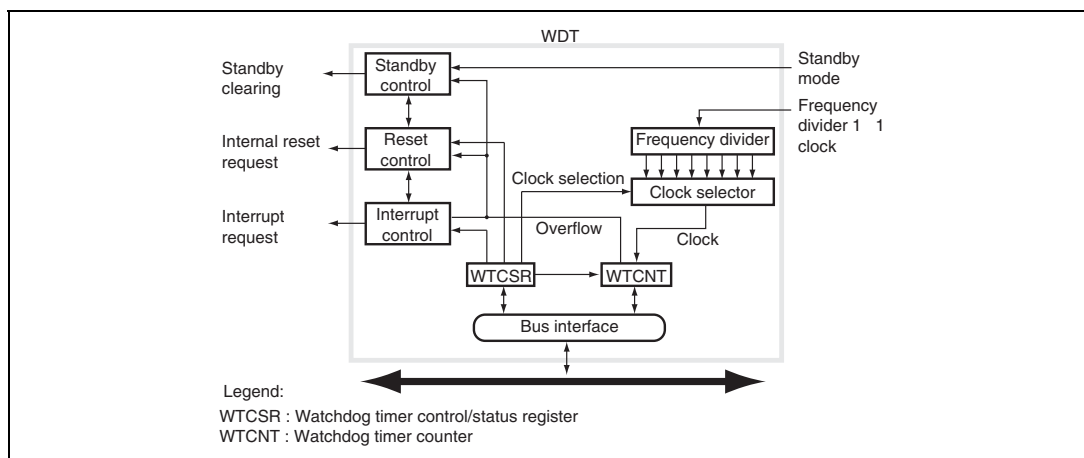 WDT
Standby
clearing
Standby
control
Standby
mode
Frequency
divider 1 1
clock
Internal reset
request
Reset
control
Frequency divider
Clock selection
Clock selector
Interrupt
request
Interrupt
control
Overflow
Clock
WTCSR
WTCNT
Bus interface
Legend:
WTCSR : Watchdog timer control/status register
WTCNT : Watchdog timer counter